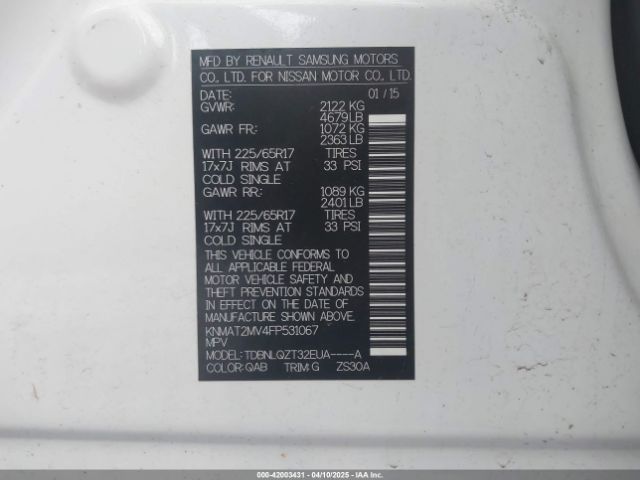 MFD BY RENAULT SAMSUNG MOTORS
CO., LTD. FOR NISSAN MOTOR CO., LTD.
DATE: 01 / 15
GVWR: 2122 KG
4679 LB
GAWR FR: 1072 KG
2363 LB
WITH 225/65R17 TIRES
17x7J RIMS AT 33 PSI
COLD SINGLE
GAWR RR: 1089 KG
2401 LB
WITH 225/65R17 TIRES
17x7J RIMS AT 33 PSI
COLD SINGLE
THIS VEHICLE CONFORMS TO
ALL APPLICABLE FEDERAL
MOTOR VEHICLE SAFETY AND
THEFT PREVENTION STANDARDS
IN EFFECT ON THE DATE OF
MANUFACTURE SHOWN ABOVE.
KNMAT2MV4FP531067
MPV
MODEL: TDBNLQZT32EUA----A
COLOR: QAB TRIM: G ZS30A
000-42003431 - 04/10/2025 - IAA Inc.